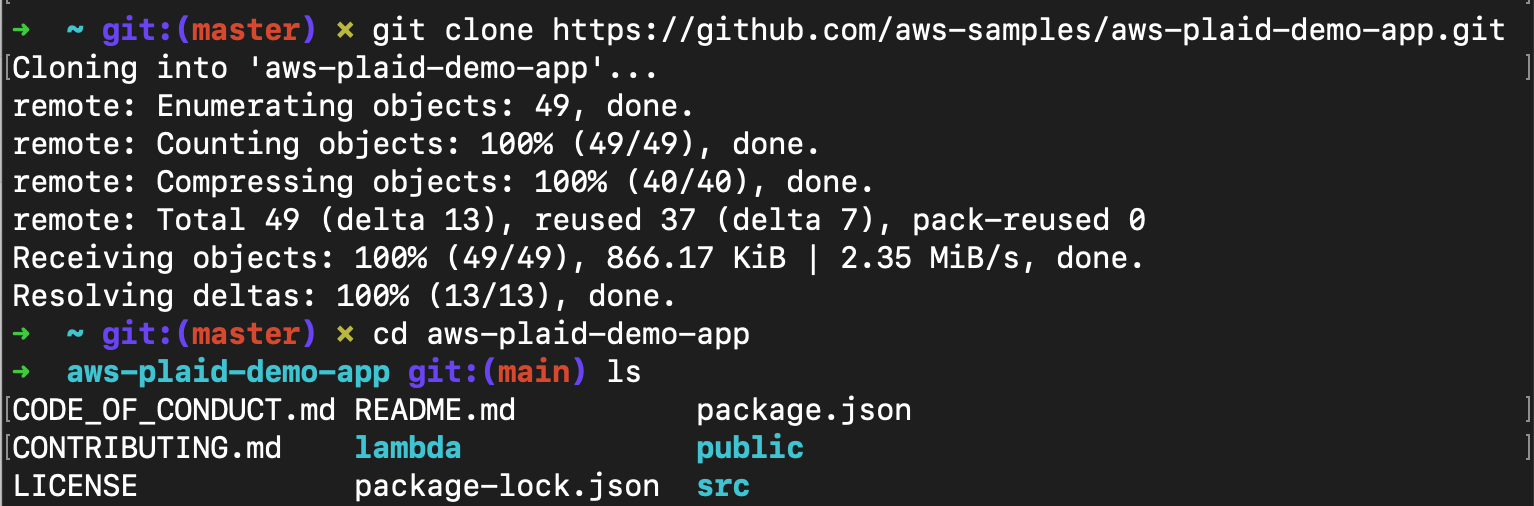 ➜  ~ git:(master) ✗ git clone https://github.com/aws-samples/aws-plaid-demo-app.git
Cloning into 'aws-plaid-demo-app'...
remote: Enumerating objects: 49, done.
remote: Counting objects: 100% (49/49), done.
remote: Compressing objects: 100% (40/40), done.
remote: Total 49 (delta 13), reused 37 (delta 7), pack-reused 0
Receiving objects: 100% (49/49), 866.17 KiB | 2.35 MiB/s, done.
Resolving deltas: 100% (13/13), done.
➜  ~ git:(master) ✗ cd aws-plaid-demo-app
➜  aws-plaid-demo-app git:(main) ls
CODE_OF_CONDUCT.md README.md          package.json
CONTRIBUTING.md    lambda             public
LICENSE            package-lock.json  src